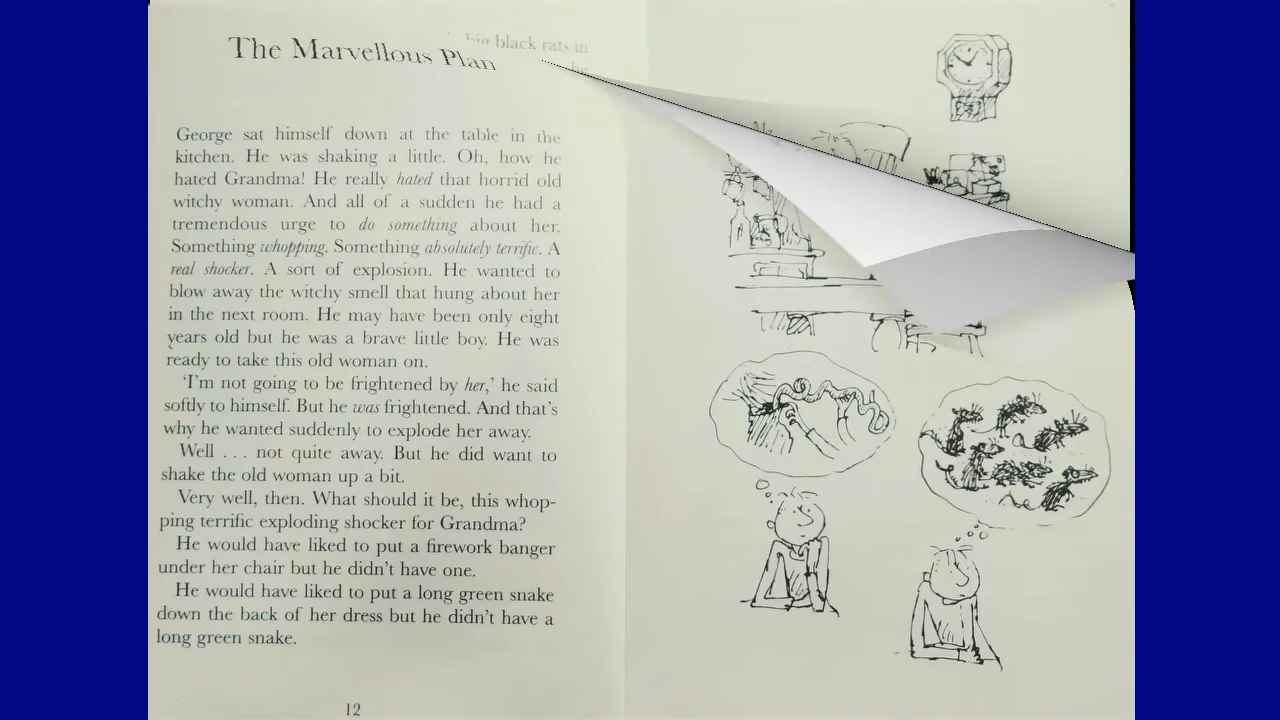 The Marvellous Plan
black rats in
George sat himself down at the table in the
kitchen. He was shaking a little. Oh, how he
hated Grandma! He really hated that horrid old
witchy woman. And all of a sudden he had a
tremendous urge to do something about her.
Something whopping. Something absolutely terrific. A
real shocker. A sort of explosion. He wanted to
blow away the witchy smell that hung about her
in the next room. He may have been only eight
years old but he was a brave little boy. He was
ready to take this old woman on.
‘I'm not going to be frightened by her,’ he said
softly to himself. But he was frightened. And that's
why he wanted suddenly to explode her away.
Well . . . not quite away. But he did want to
shake the old woman up a bit.
Very well, then. What should it be, this whop-
ping terrific exploding shocker for Grandma?
He would have liked to put a firework banger
under her chair but he didn't have one.
He would have liked to put a long green snake
down the back of her dress but he didn't have a
long green snake.
12